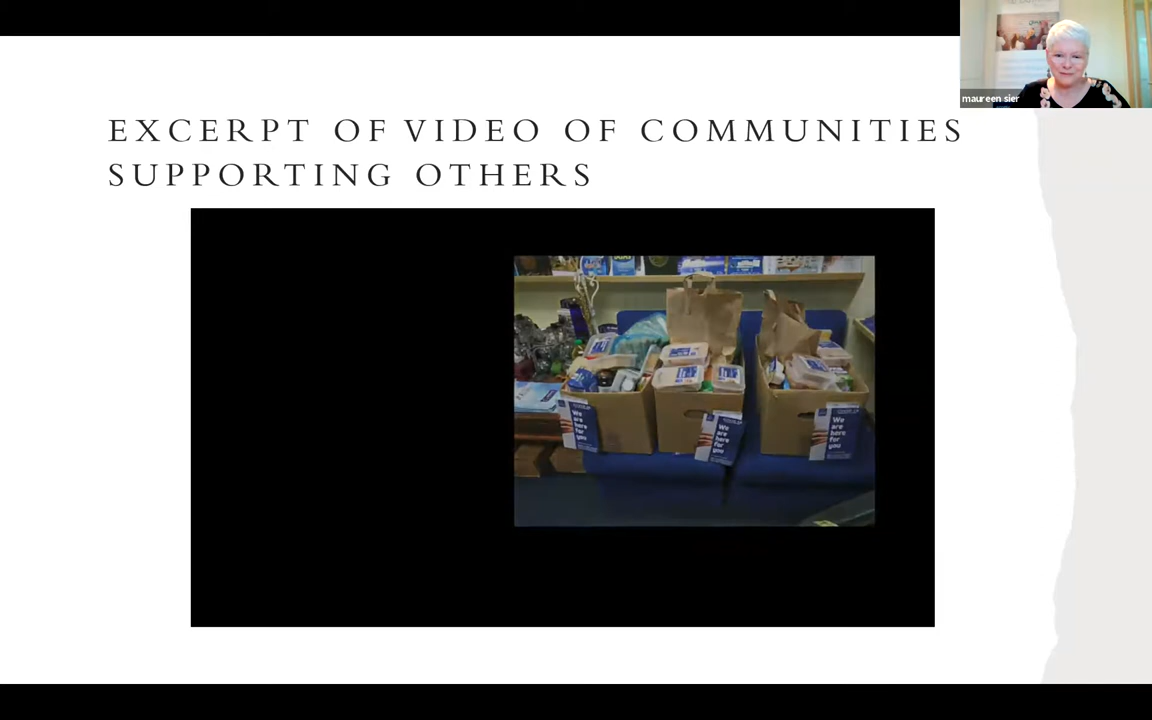 maureen sier
EXCERPT OF VIDEO OF COMMUNITIES
SUPPORTING OTHERS
We
are
here
for
you
We
are
here
for
you
We
are
here
for
you